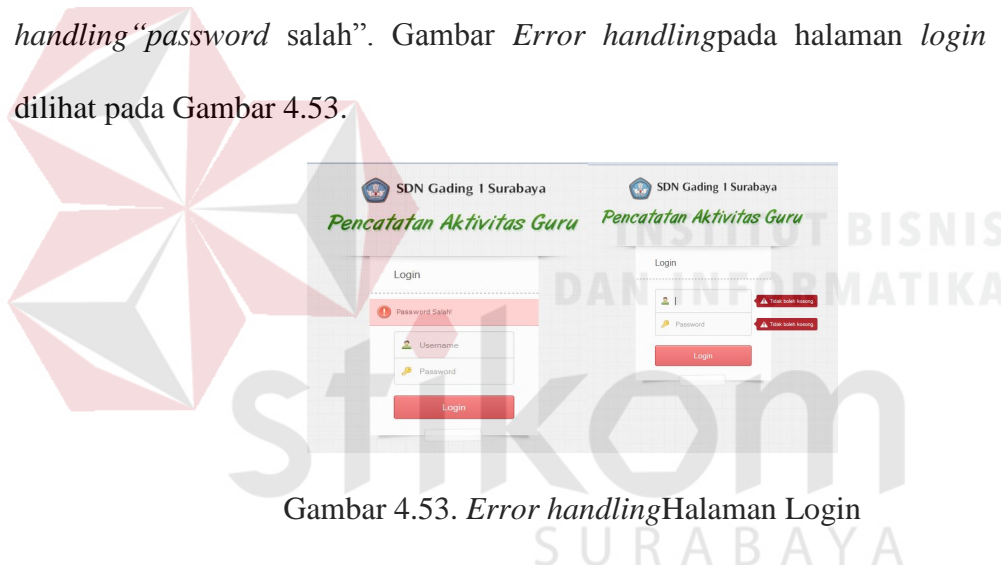 handling“password salah”. Gambar Error handlingpada halaman login
dilihat pada Gambar 4.53.
SDN Gading 1 Surabaya
Pencatatan Aktivitas Guru
Login
Password Salah!
Username
Password
Login
SDN Gading 1 Surabaya
Pencatatan Aktivitas Guru
Login
Tidak boleh kosong.
Password
Tidak boleh kosong.
Login
INSTITUT BISNIS
DAN INFORMATIKA
stikom
SURABAYA
Gambar 4.53. Error handlingHalaman Login